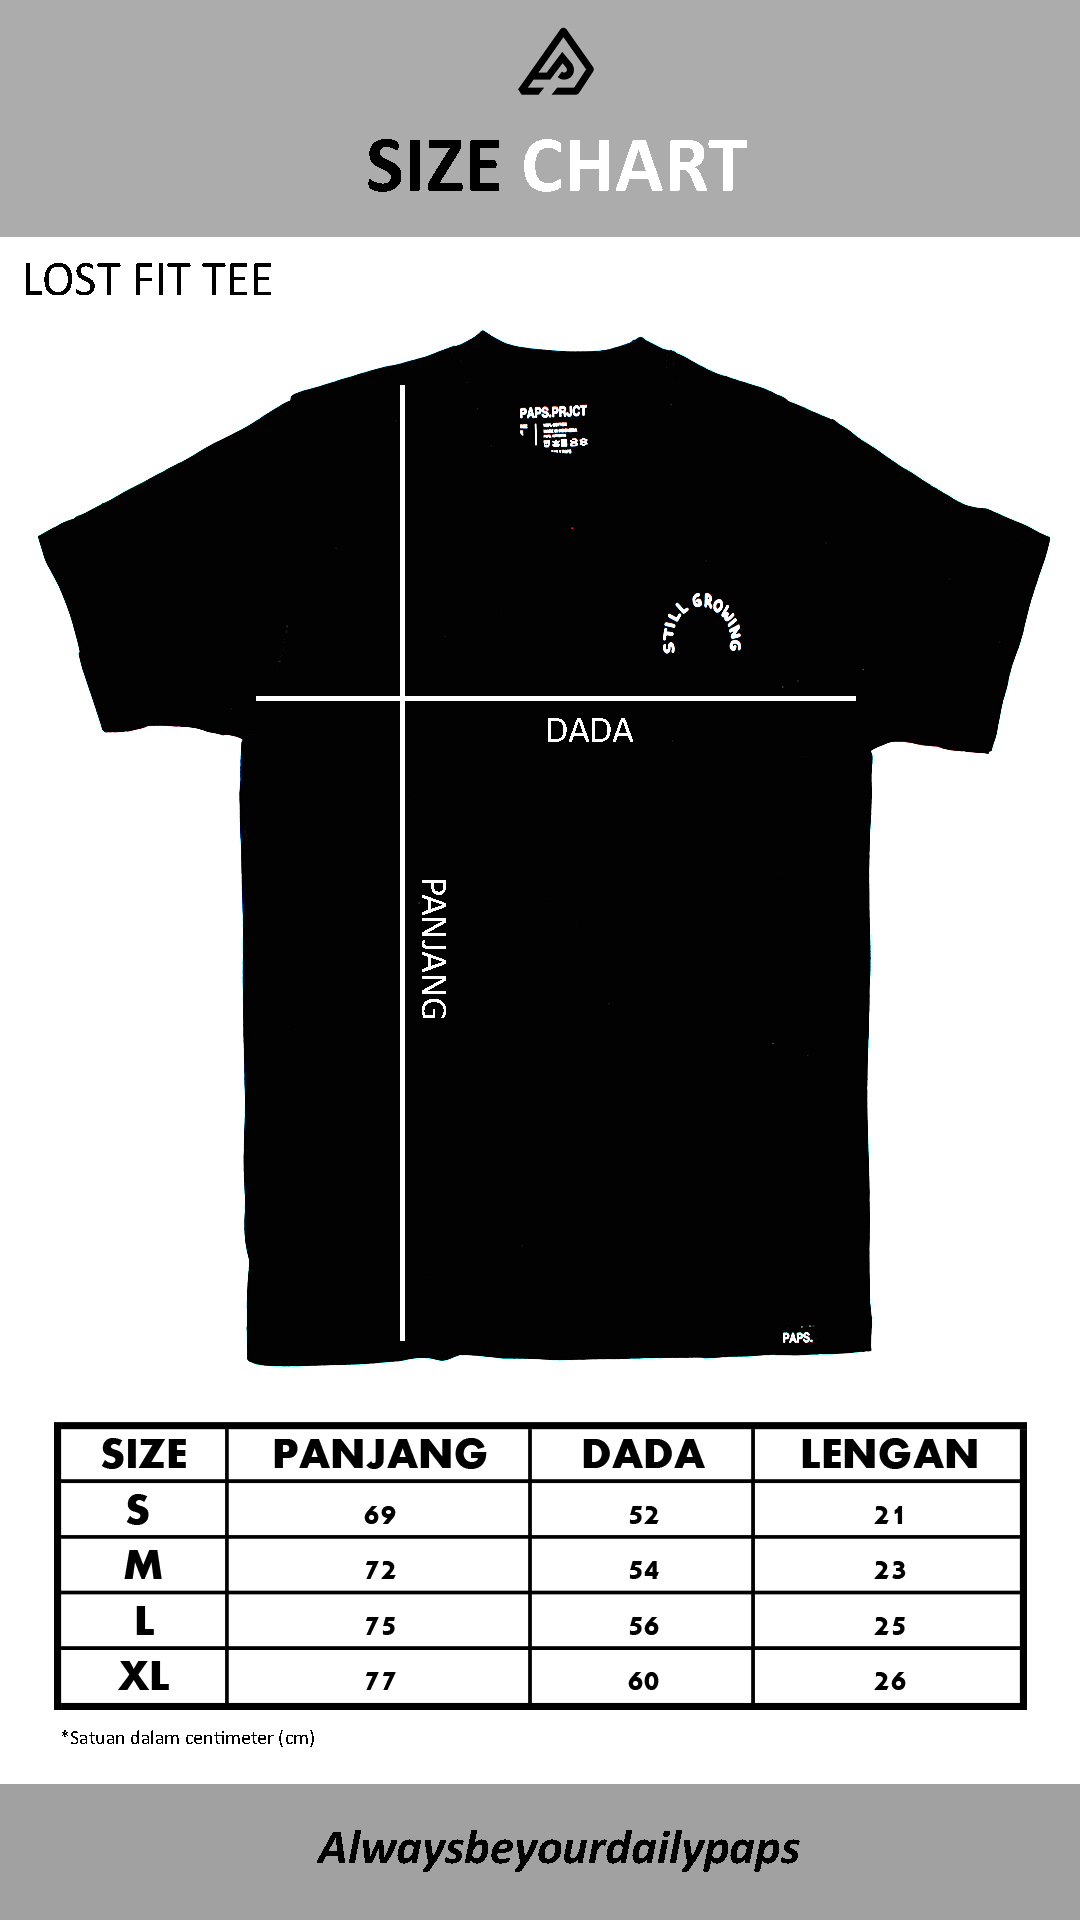 SIZE CHART
LOST FIT TEE
PAPS.PRJCT
STILL GROWING
DADA
PANJANG
PAPS.
SIZE PANJANG DADA LENGAN
S 69 52 21
M 72 54 23
L 75 56 25
XL 77 60 26
*Satuan dalam centimeter (cm)
Alwaysbeyourdailypaps